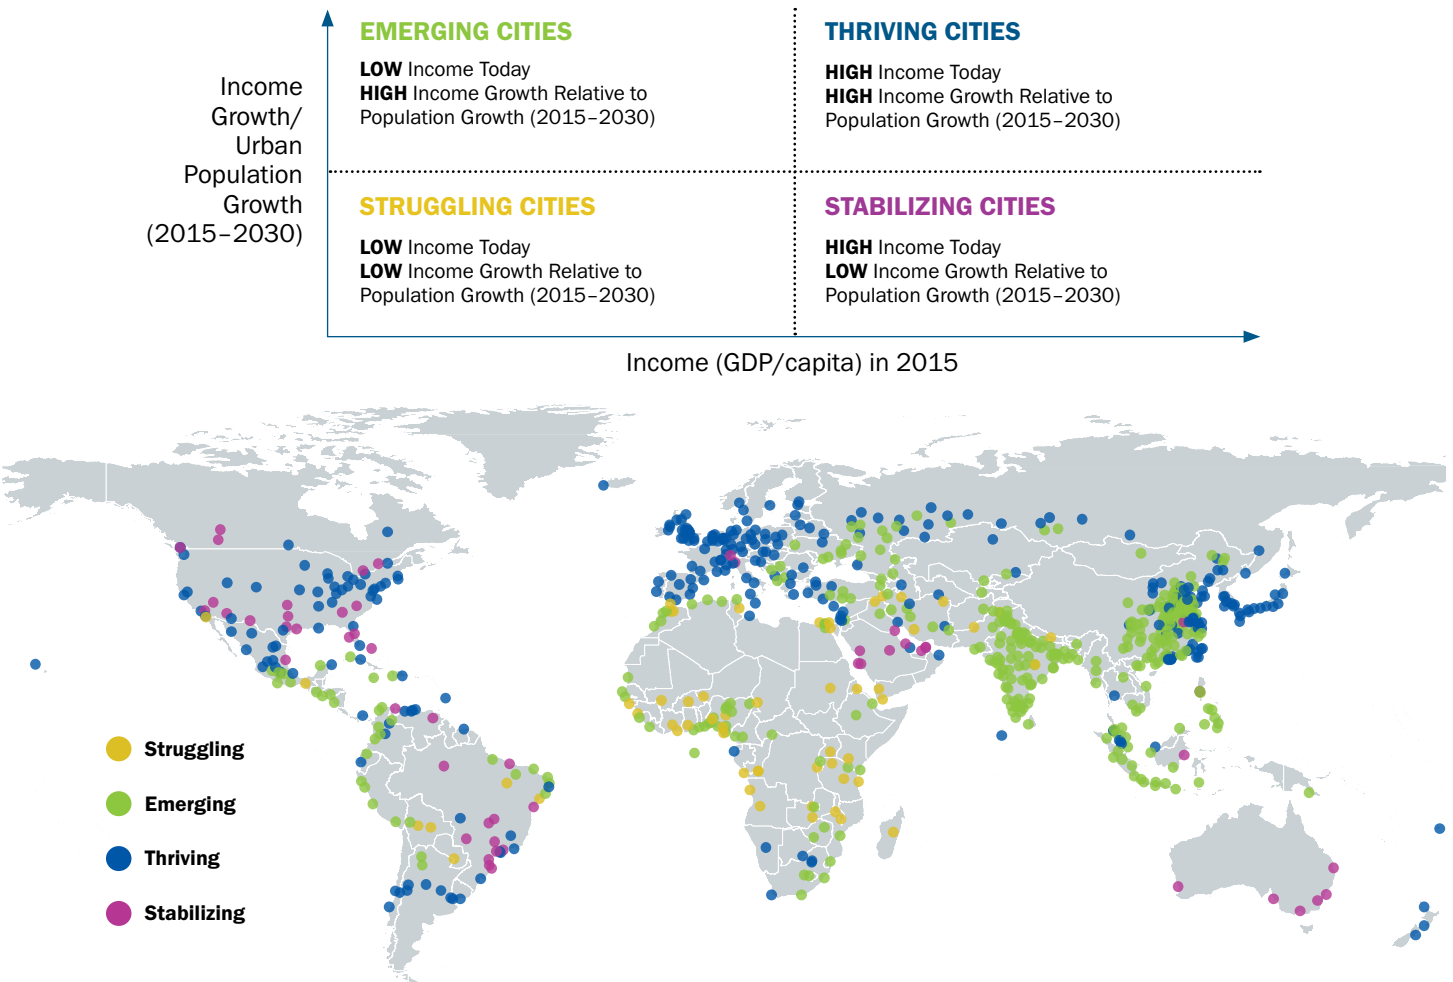 Income
Growth/
Urban
Population
Growth
(2015–2030)
EMERGING CITIES
LOW Income Today
HIGH Income Growth Relative to
Population Growth (2015–2030)
THRIVING CITIES
HIGH Income Today
HIGH Income Growth Relative to
Population Growth (2015–2030)
STRUGGLING CITIES
LOW Income Today
LOW Income Growth Relative to
Population Growth (2015–2030)
STABILIZING CITIES
HIGH Income Today
LOW Income Growth Relative to
Population Growth (2015–2030)
Income (GDP/capita) in 2015
Struggling
Emerging
Thriving
Stabilizing